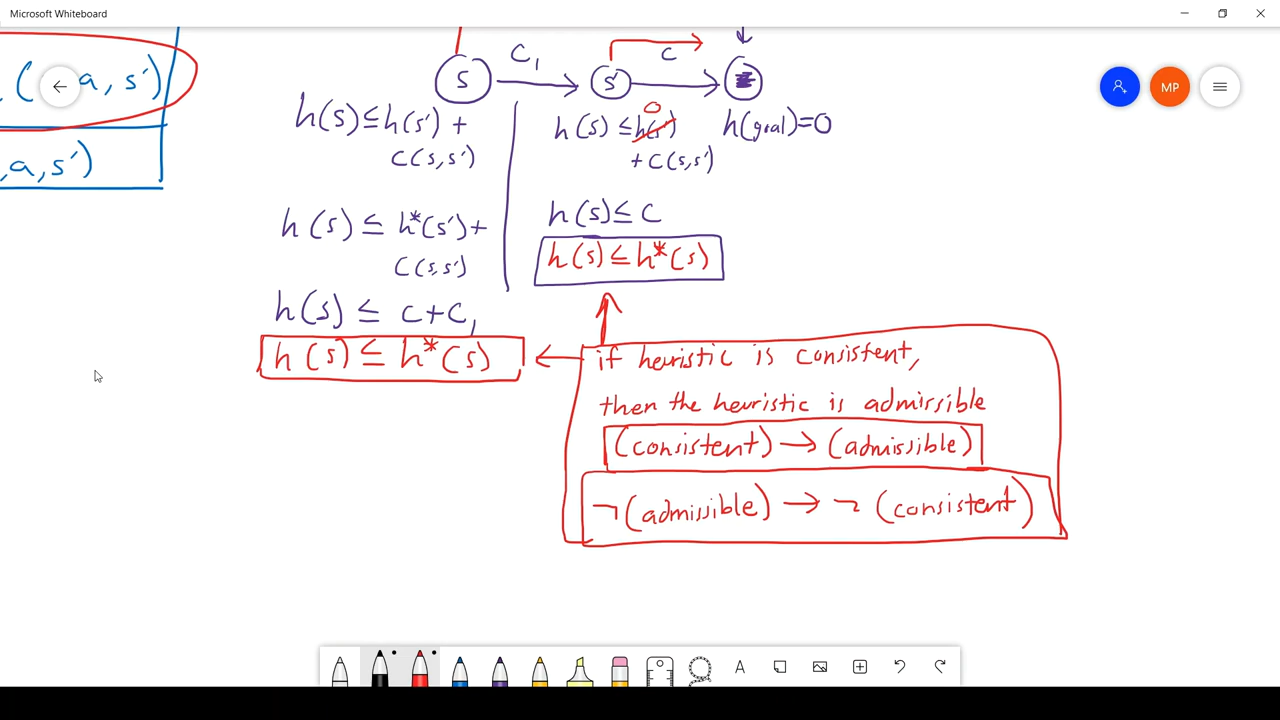 Microsoft Whiteboard
MP
, ( a, s')
, a, s')
S
C₁
s'
C
h(s) ≤ h(s') +
C(s,s')
h(s) ≤ h(s') 0
+ C(s,s')
h(goal)=0
h(s) ≤ h*(s') +
C(s,s')
h(s) ≤ C
h(s) ≤ h*(s)
h(s) ≤ C+C₁
h(s) ≤ h*(s)
if heuristic is consistent,
then the heuristic is admissible
(consistent) → (admissible)
¬(admissible) → ¬(consistent)
A